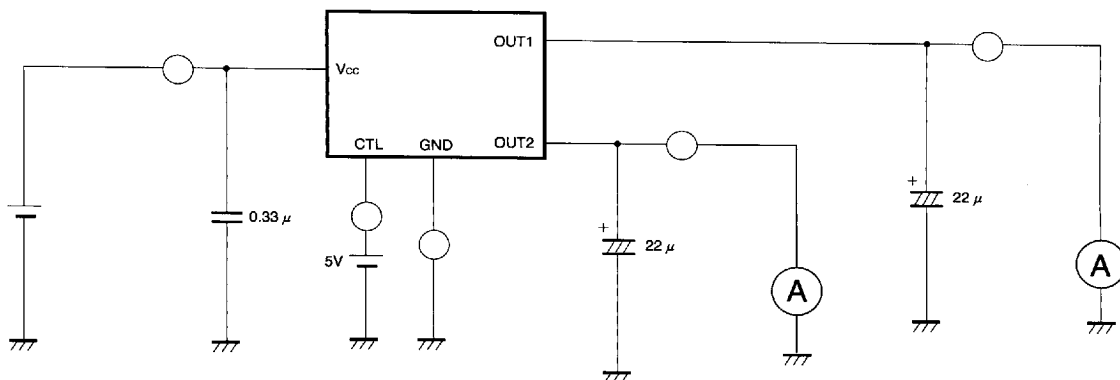 OUT1
Vcc
CTL
GND
OUT2
+
0.33 μ
5V
+
22 μ
+
22 μ
A
A